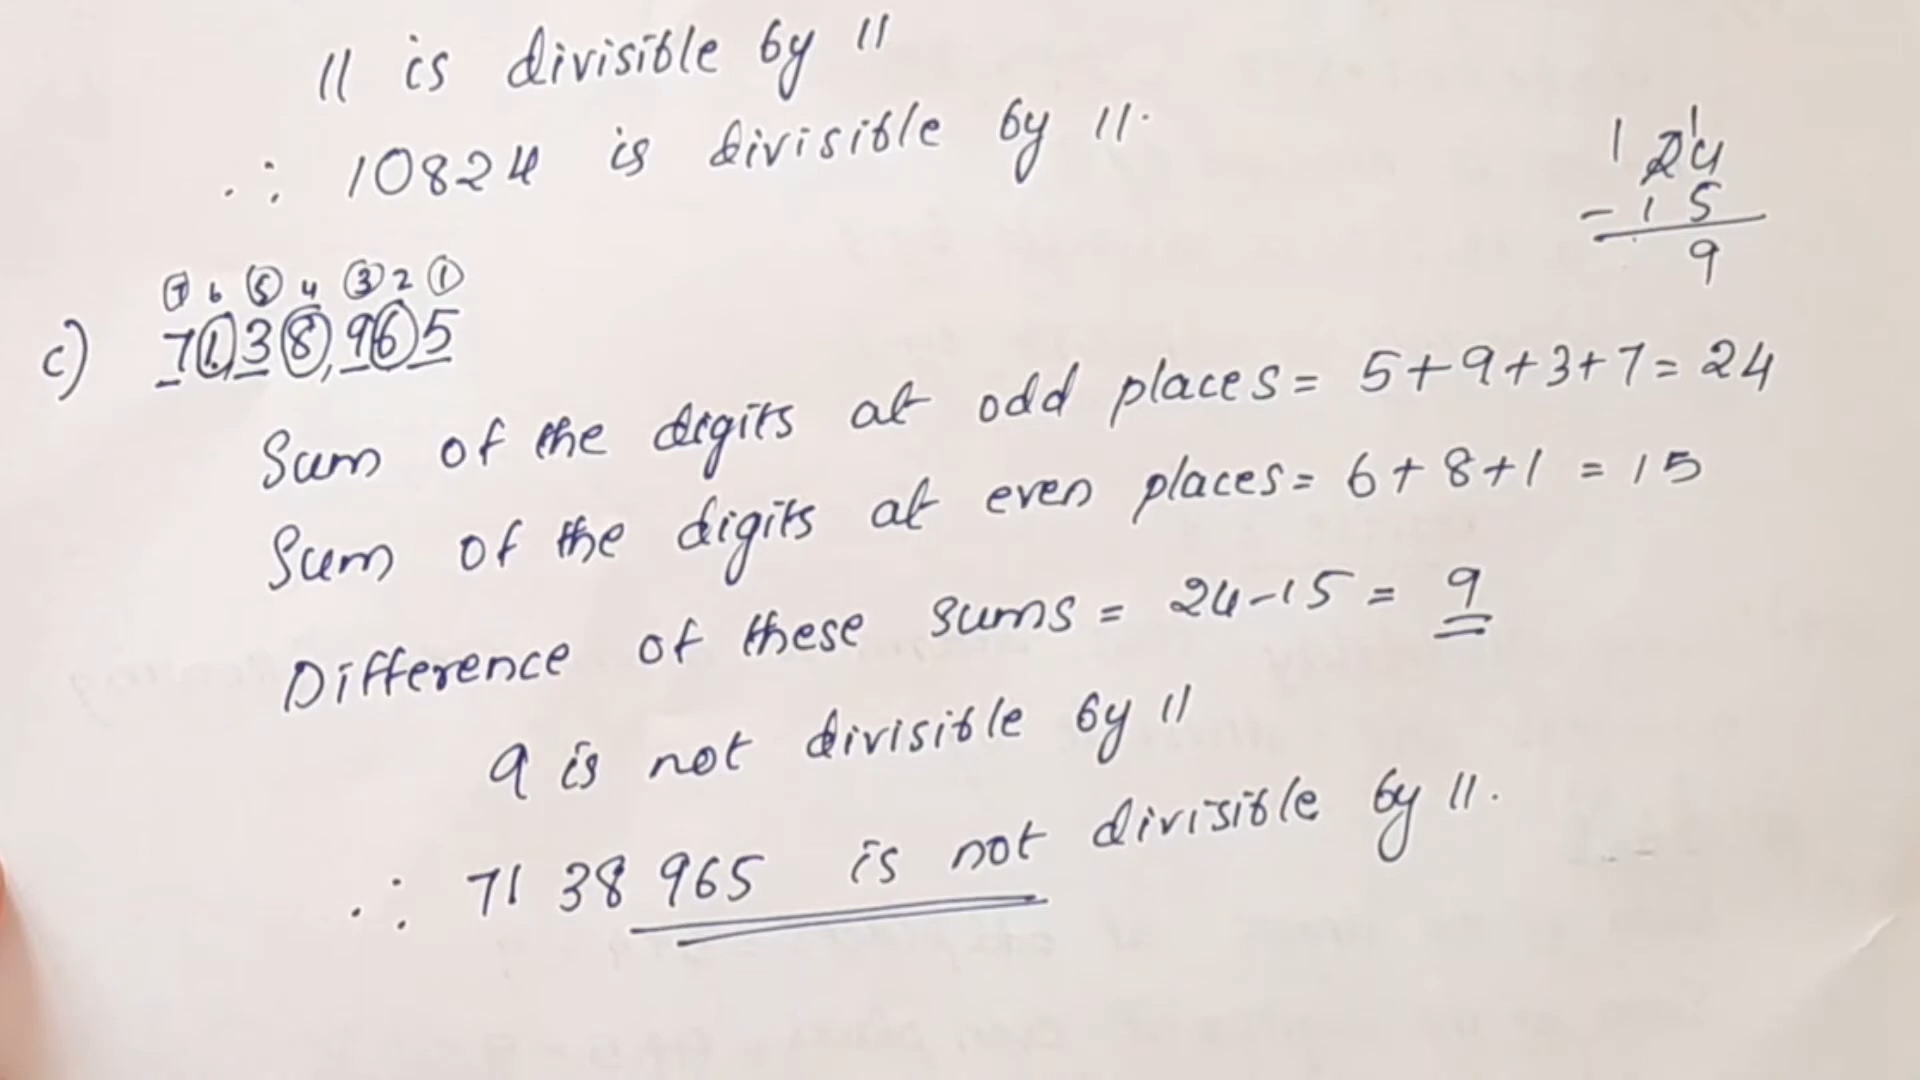 11 is divisible by 11
∴ 10824 is divisible by 11.
1 1
24
- 15
9
7 6 5 4 3 2 1
c) 7138,965
Sum of the digits at odd places = 5+9+3+7 = 24
Sum of the digits at even places = 6+8+1 = 15
Difference of these sums = 24-15 = 9
9 is not divisible by 11
∴ 71 38 965 is not divisible by 11.